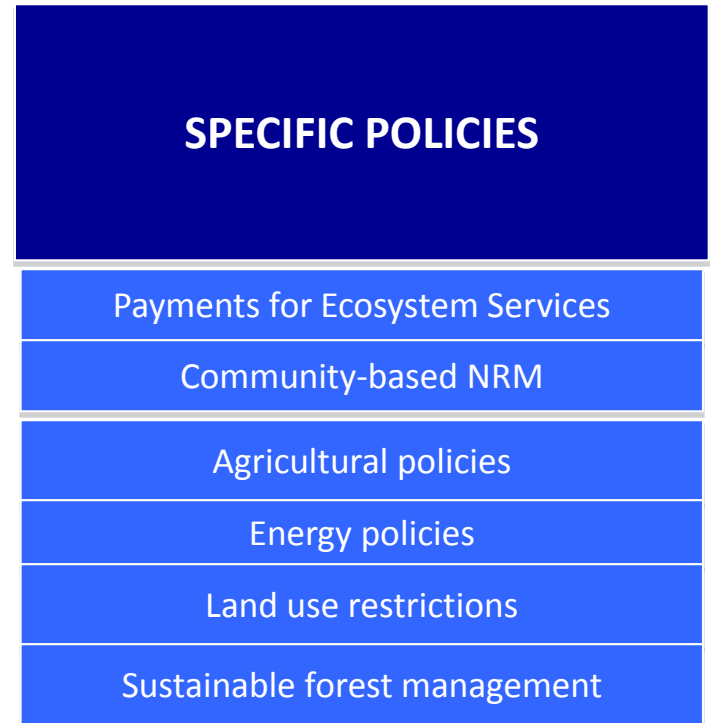 SPECIFIC POLICIES
Payments for Ecosystem Services
Community-based NRM
Agricultural policies
Energy policies
Land use restrictions
Sustainable forest management